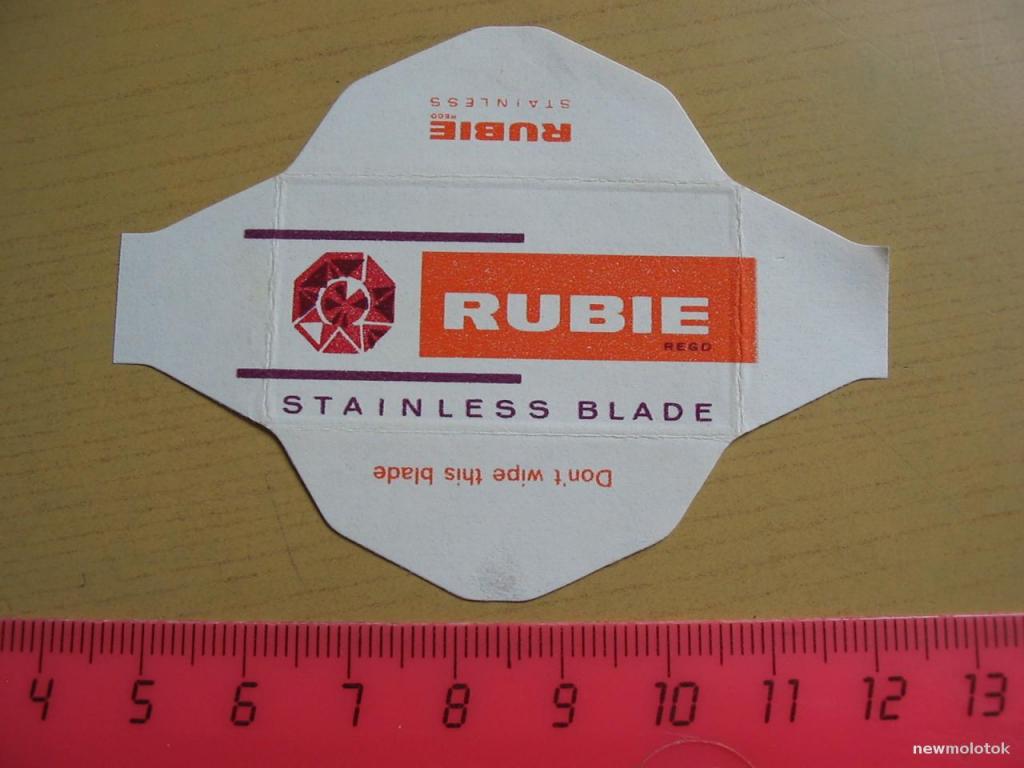 STAINLESS
RUBIE
REGD
RUBIE
REGD
STAINLESS BLADE
Don't wipe this blade
4 5 6 7 8 9 10 11 12 13
newmolotok